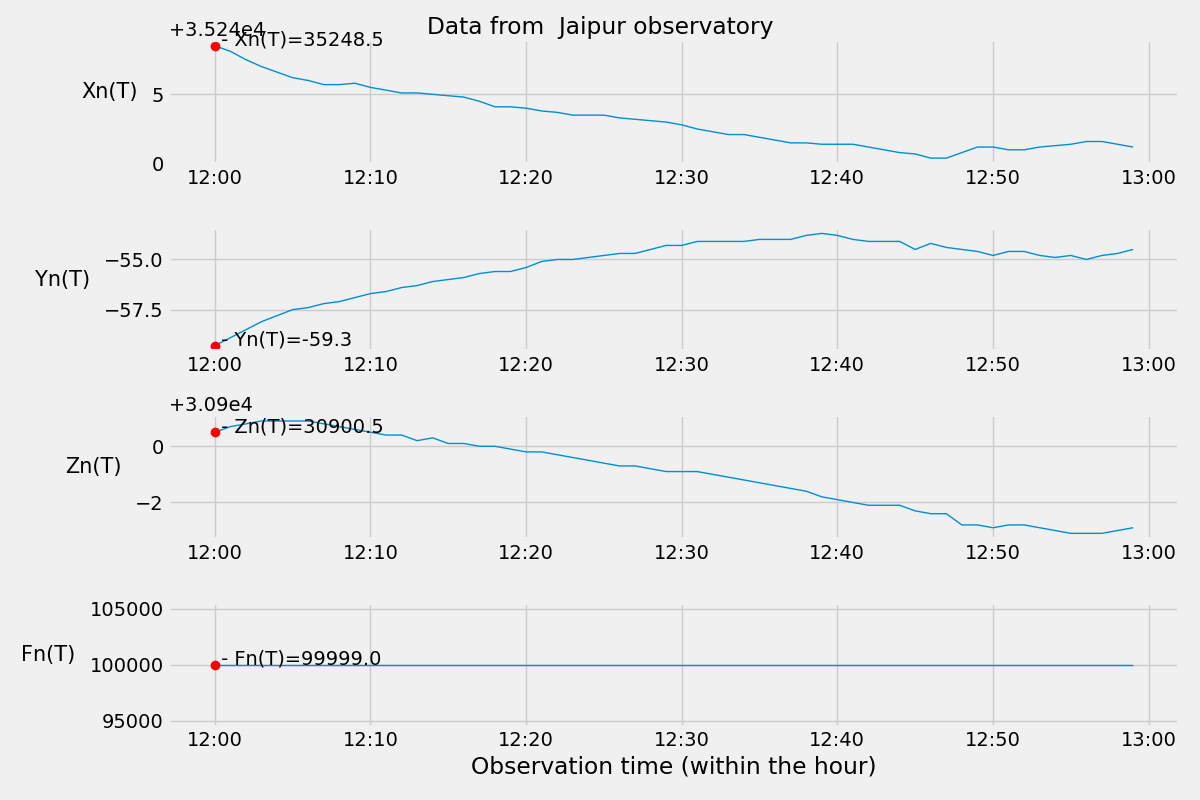 Data from  Jaipur observatory
+3.524e4
- Xn(T)=35248.5
Xn(T)
5
0
12:00 12:10 12:20 12:30 12:40 12:50 13:00
Yn(T)
−55.0
−57.5
- Yn(T)=-59.3
12:00 12:10 12:20 12:30 12:40 12:50 13:00
+3.09e4
- Zn(T)=30900.5
Zn(T)
0
−2
12:00 12:10 12:20 12:30 12:40 12:50 13:00
105000
Fn(T)
100000
- Fn(T)=99999.0
95000
12:00 12:10 12:20 12:30 12:40 12:50 13:00
Observation time (within the hour)